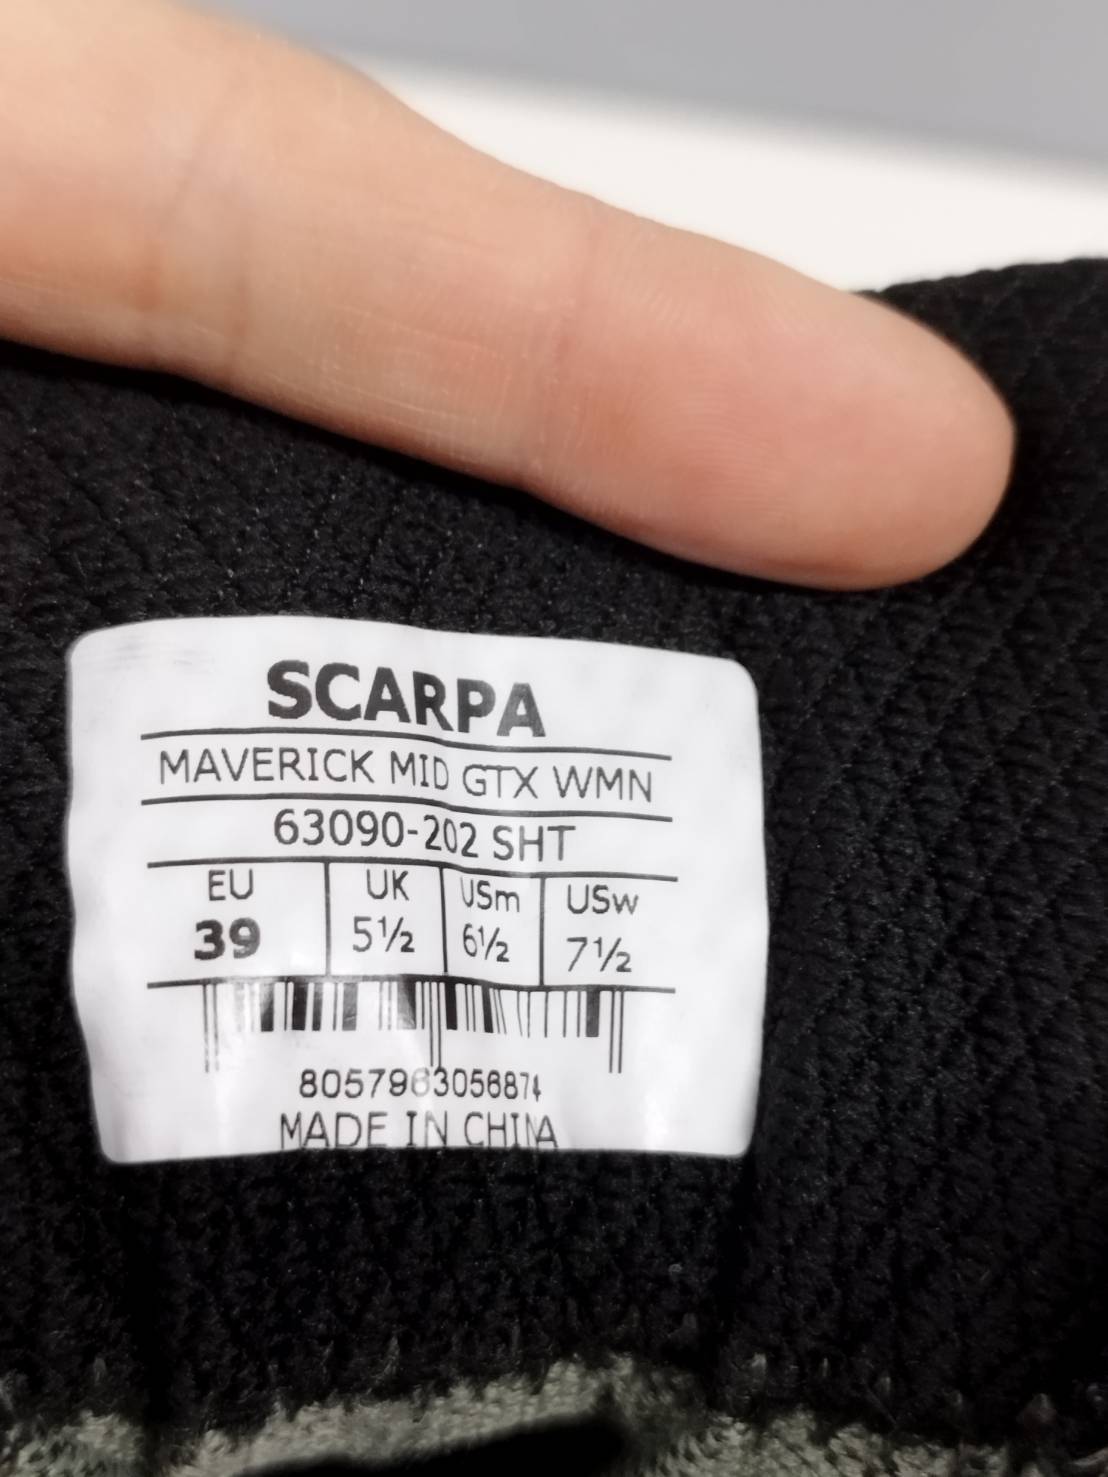 SCARPA
MAVERICK MID GTX WMN
63090-202 SHT
EU UK USm USw
39 5½ 6½ 7½
8057963056874
MADE IN CHINA